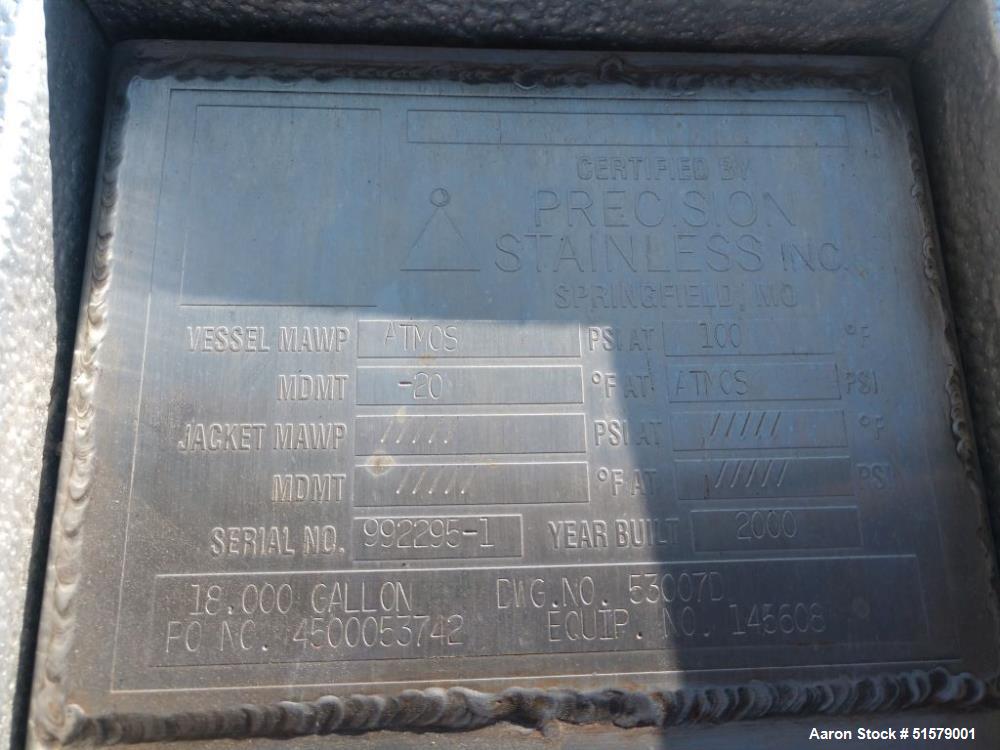 CERTIFIED BY
PRECISION
STAINLESS INC.
SPRINGFIELD, MO
VESSEL MAWP ATMOS PSI AT 100 °F
MDMT -20 °F AT ATMOS PSI
JACKET MAWP ///// PSI AT ///// °F
MDMT ///// °F AT ///// PSI
SERIAL NO. 992295-1 YEAR BUILT 2000
18.000 GALLON DWG.NO. 53007D
PO NO. 4500053742 EQUIP. NO. 145608
Aaron Stock # 51579001